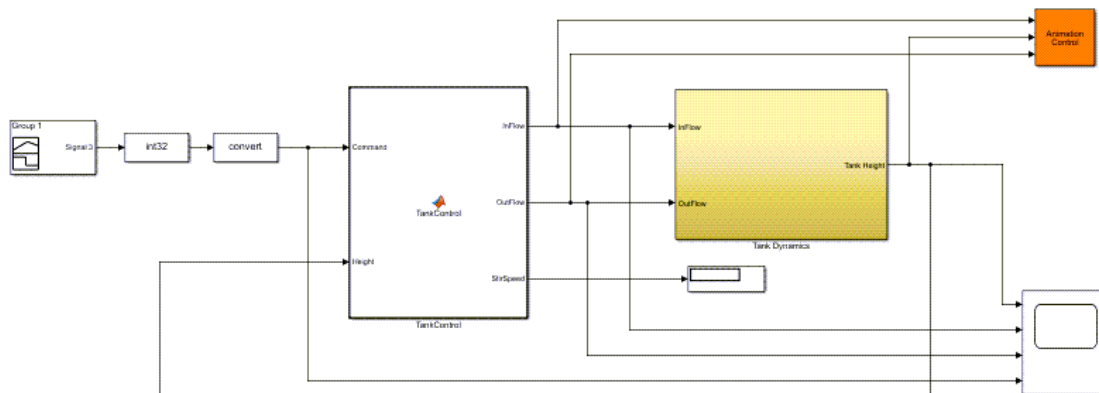 Animation
Control
Group 1
Signal 3
int32
convert
Command
Height
InFlow
OutFlow
StirSpeed
TankControl
TankControl
InFlow
OutFlow
Tank Height
Tank Dynamics